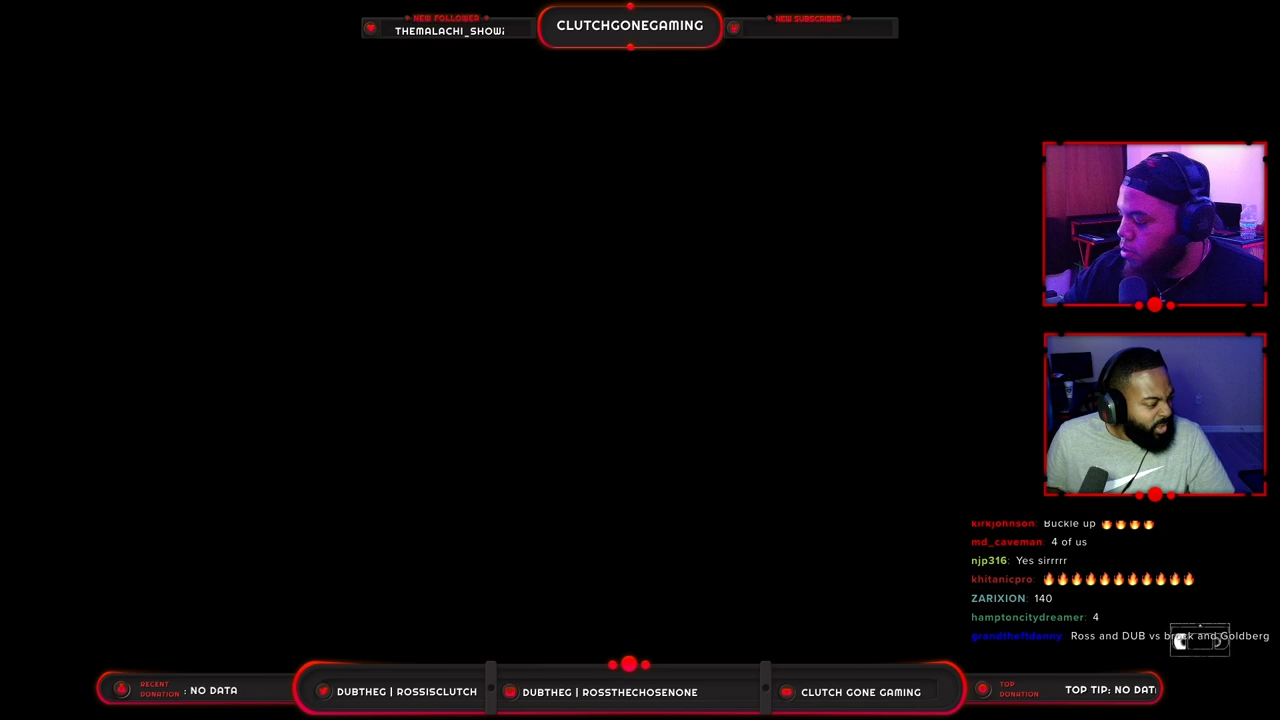 NEW FOLLOWER
THEMALACHI_SHOW:
CLUTCHGONEGAMING
NEW SUBSCRIBER
kirkjohnson: Buckle up 🔥🔥🔥🔥
md_caveman: 4 of us
njp316: Yes sirrrrr
khitanicpro: 🔥🔥🔥🔥🔥🔥🔥🔥🔥🔥🔥
ZARIXION: 140
hamptoncitydreamer: 4
grandtheftdanny: Ross and DUB vs brock and Goldberg
RECENT DONATION : NO DATA
DUBTHEG | ROSSISCLUTCH
DUBTHEG | ROSSTHECHOSENONE
CLUTCH GONE GAMING
TOP DONATION
TOP TIP: NO DAT